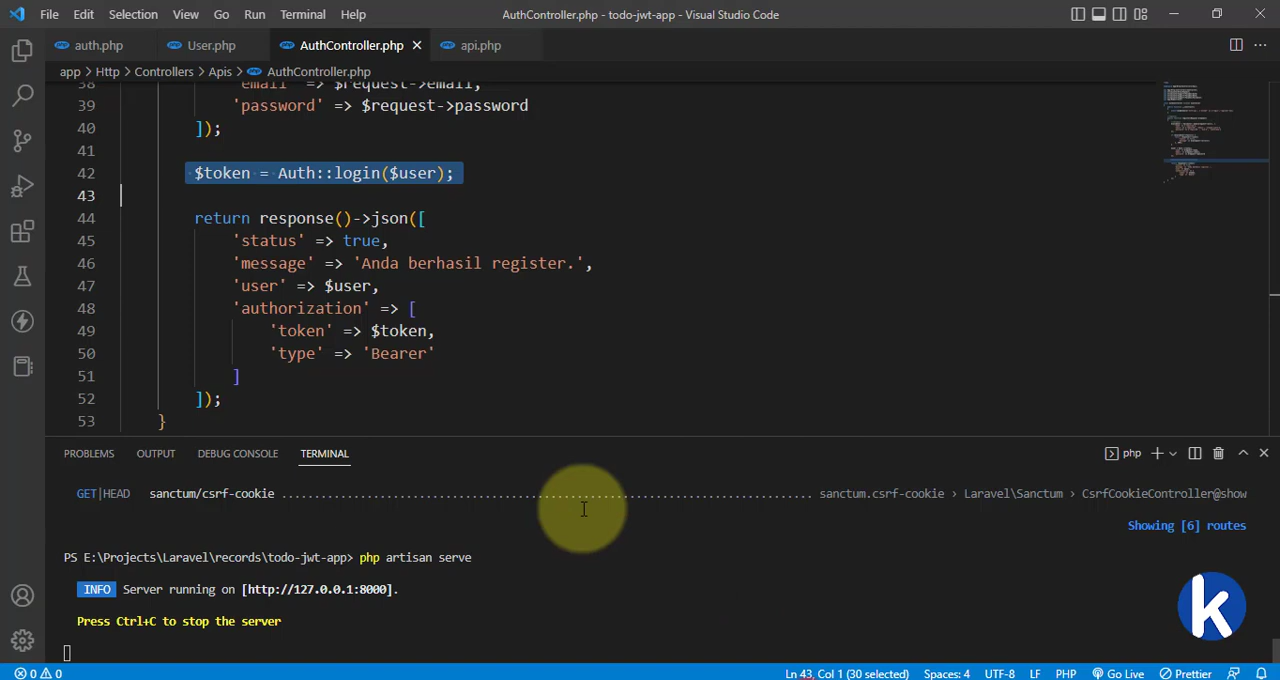 File Edit Selection View Go Run Terminal Help AuthController.php - todo-jwt-app - Visual Studio Code
auth.php User.php AuthController.php api.php
app > Http > Controllers > Apis > AuthController.php
38 'email' => $request->email,
39 'password' => $request->password
40 ]);
41
42 $token = Auth::login($user);
43
44 return response()->json([
45 'status' => true,
46 'message' => 'Anda berhasil register.',
47 'user' => $user,
48 'authorization' => [
49 'token' => $token,
50 'type' => 'Bearer'
51 ]
52 ]);
53 }
PROBLEMS OUTPUT DEBUG CONSOLE TERMINAL php
GET|HEAD sanctum/csrf-cookie ................................................................................ sanctum.csrf-cookie › Laravel\Sanctum › CsrfCookieController@show
Showing [6] routes
PS E:\Projects\Laravel\records\todo-jwt-app> php artisan serve
INFO Server running on [http://127.0.0.1:8000].
Press Ctrl+C to stop the server
k
0 0 Ln 43, Col 1 (30 selected) Spaces: 4 UTF-8 LF PHP Go Live Prettier